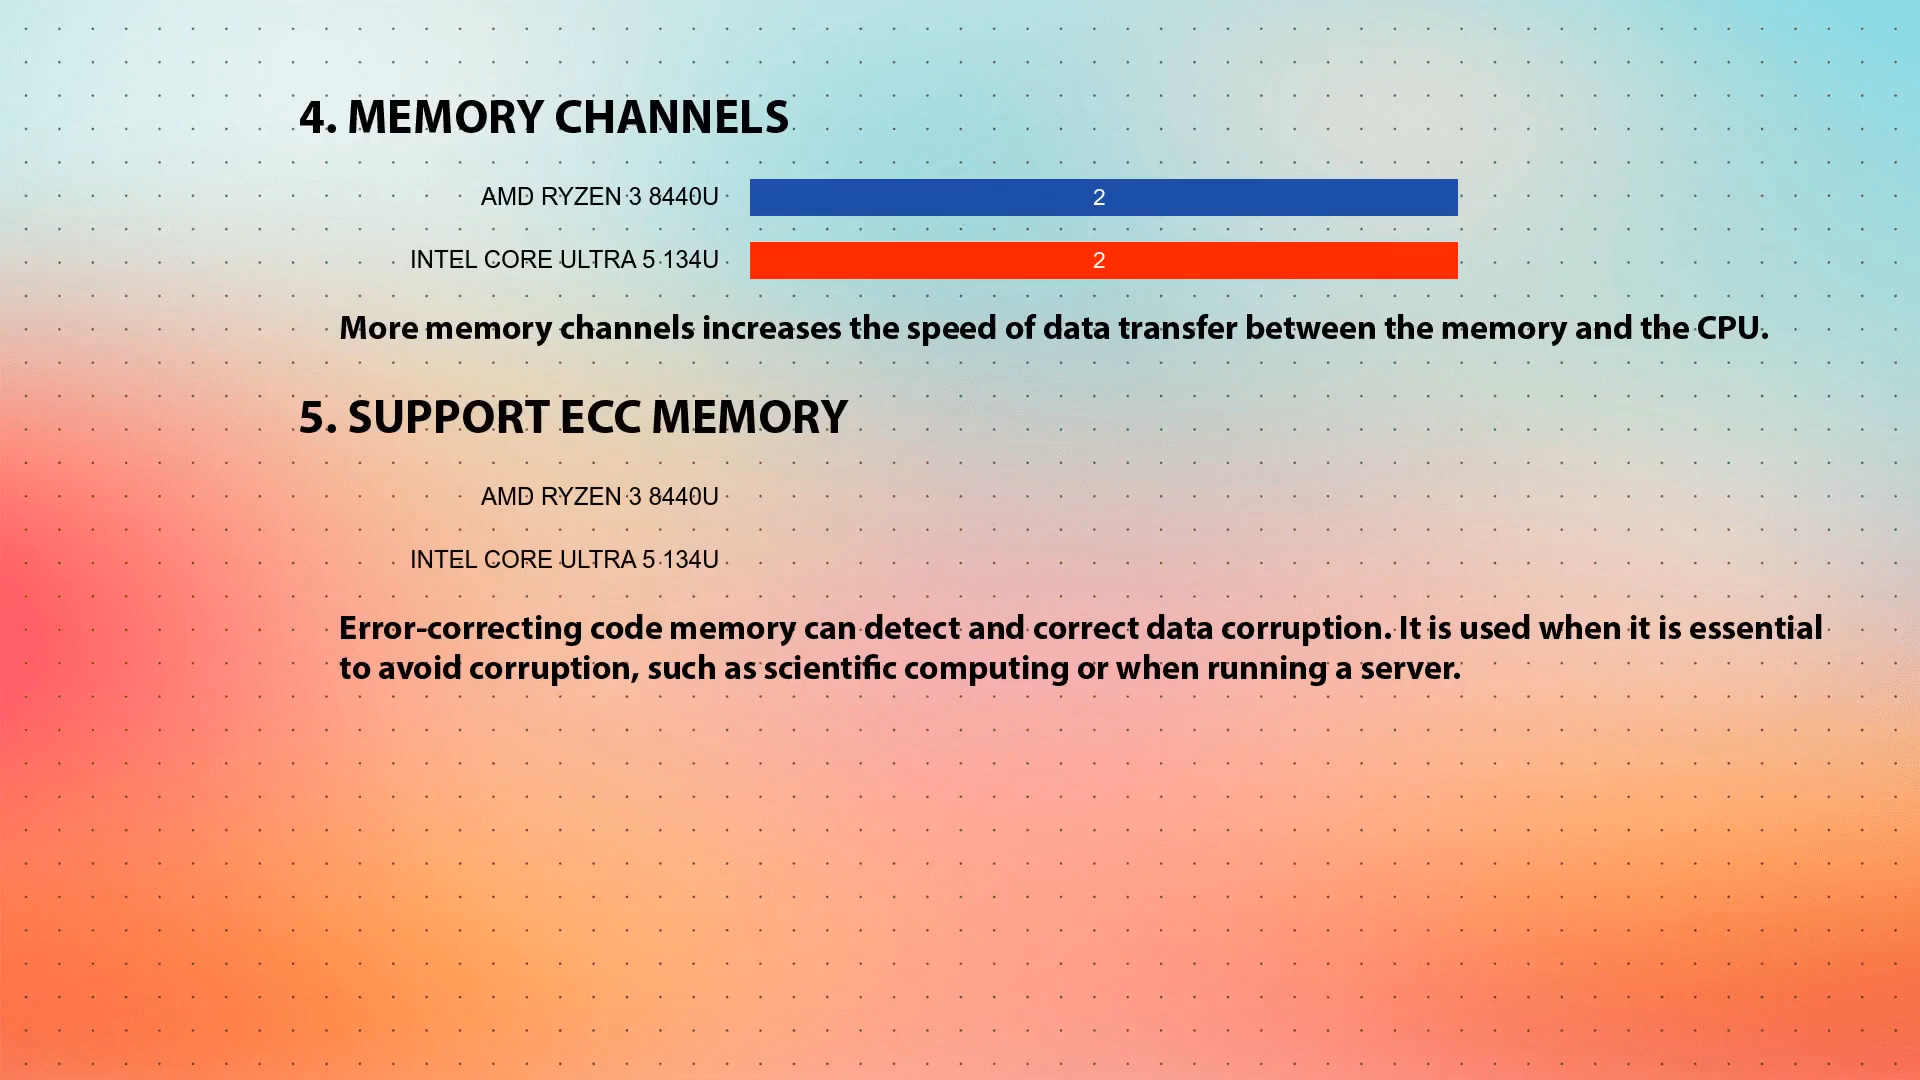 4. MEMORY CHANNELS
AMD RYZEN 3 8440U
2
INTEL CORE ULTRA 5 134U
2
More memory channels increases the speed of data transfer between the memory and the CPU.
5. SUPPORT ECC MEMORY
AMD RYZEN 3 8440U
INTEL CORE ULTRA 5 134U
Error-correcting code memory can detect and correct data corruption. It is used when it is essential
to avoid corruption, such as scientific computing or when running a server.